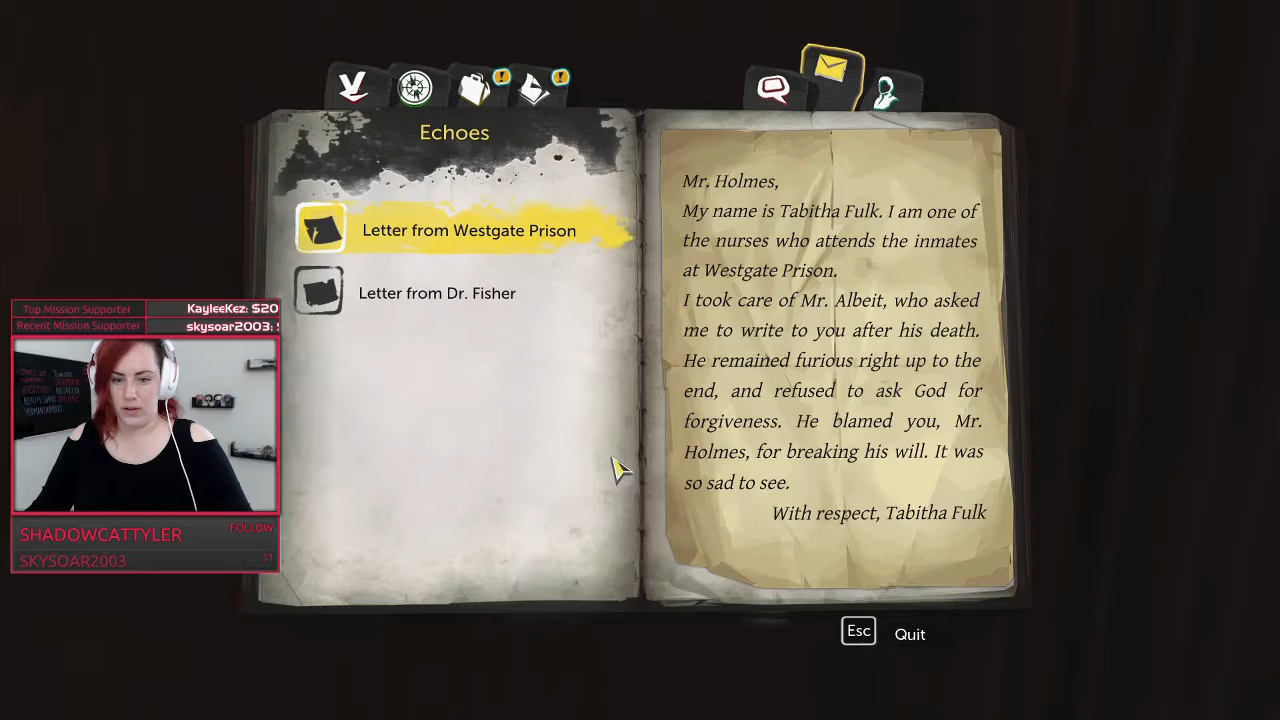 Echoes
Letter from Westgate Prison
Letter from Dr. Fisher
Mr. Holmes,
My name is Tabitha Fulk. I am one of
the nurses who attends the inmates
at Westgate Prison.
I took care of Mr. Albeit, who asked
me to write to you after his death.
He remained furious right up to the
end, and refused to ask God for
forgiveness. He blamed you, Mr.
Holmes, for breaking his will. It was
so sad to see.
With respect, Tabitha Fulk
Esc Quit
Top Mission Supporter KayleeKez: $20
Recent Mission Supporter skysoar2003:
SHADOWCATTYLER FOLLOW
SKYSOAR2003